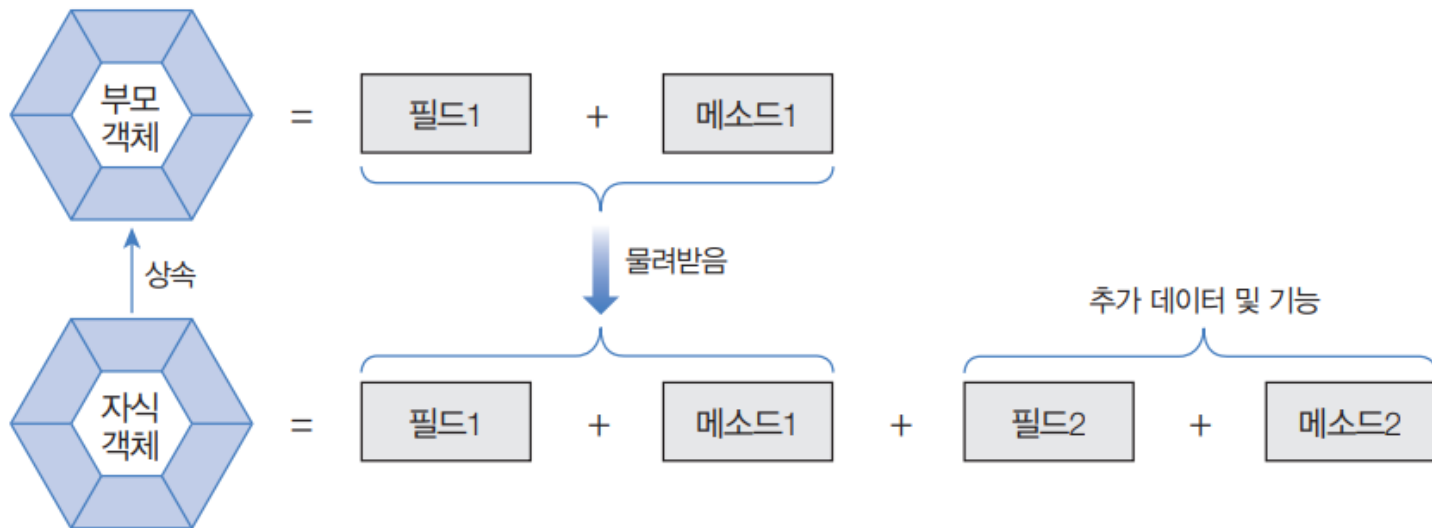 부모
객체
= 필드1 + 메소드1
상속
물려받음
추가 데이터 및 기능
자식
객체
= 필드1 + 메소드1 + 필드2 + 메소드2